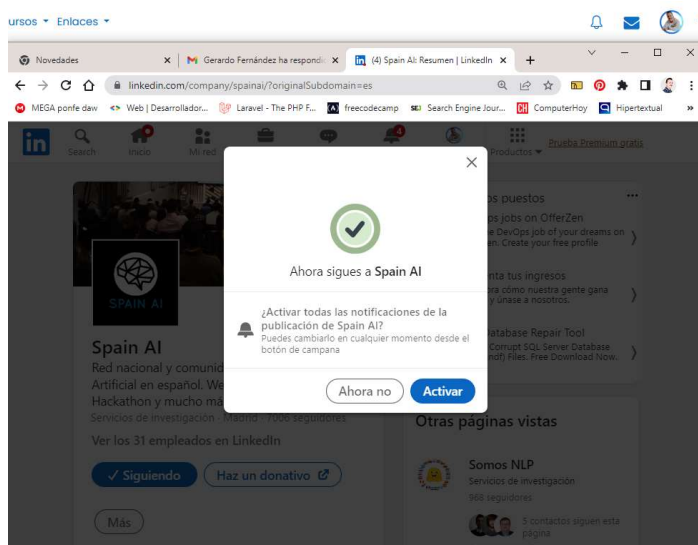 ursos Enlaces
Novedades
Gerardo Fernández ha respondi
(4) Spain AI: Resumen | LinkedIn
linkedin.com/company/spainai/?originalSubdomain=es
MEGA ponfe daw
Web | Desarrollador...
Laravel - The PHP F...
freecodecamp
Search Engine Jour...
ComputerHoy
Hipertextual
in
Search
Inicio
Mi red
Productos
Prueba Premium gratis
SPAIN AI
Ahora sigues a Spain AI
¿Activar todas las notificaciones de la
publicación de Spain AI?
Puedes cambiarlo en cualquier momento desde el
botón de campana
Ahora no
Activar
Spain AI
Red nacional y comunid
Artificial en español. We
Hackathon y mucho má
Servicios de investigación · Madrid · 7006 seguidores
Ver los 31 empleados en LinkedIn
Siguiendo
Haz un donativo
Más
os puestos
ps jobs on OfferZen
e DevOps job of your dreams on
en. Create your free profile
nta tus ingresos
ra cómo nuestra gente gana
y únase a nosotros.
atabase Repair Tool
Corrupt SQL Server Database
ndf) Files. Free Download Now.
Otras páginas vistas
Somos NLP
Servicios de investigación
968 seguidores
5 contactos siguen esta
página